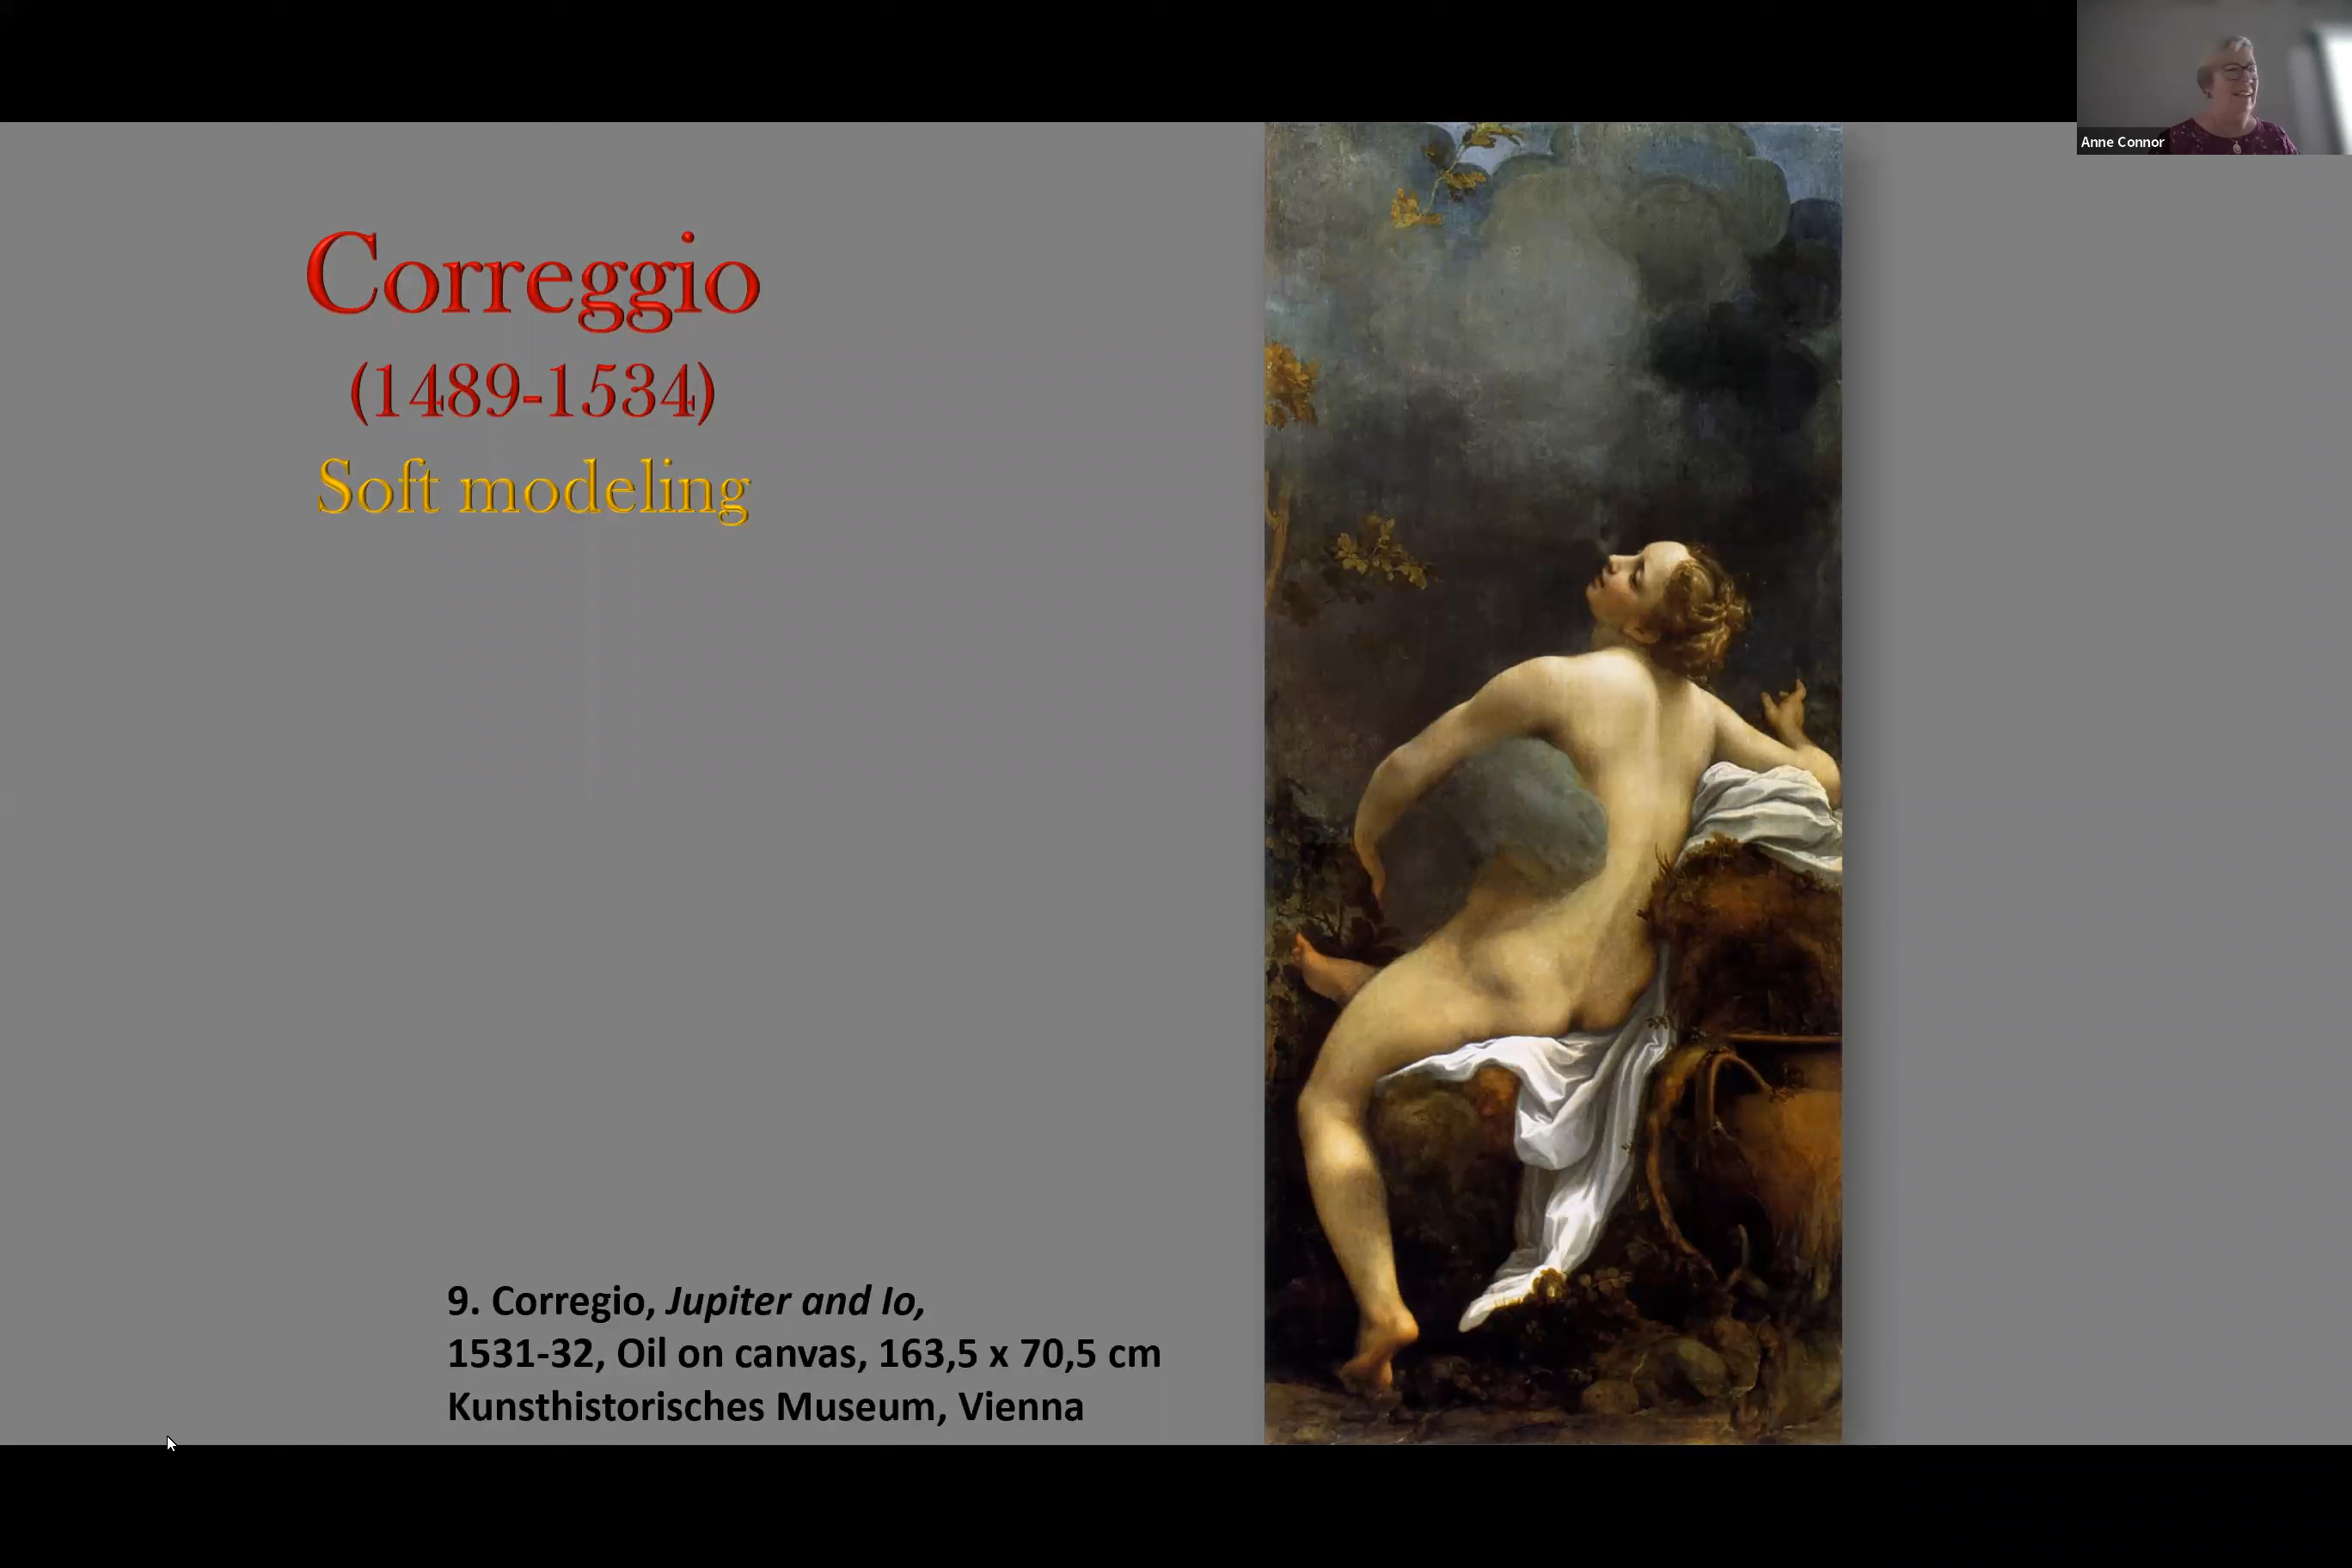 Correggio
(1489-1534)
Soft modeling
9. Corregio, Jupiter and Io,
1531-32, Oil on canvas, 163,5 x 70,5 cm
Kunsthistorisches Museum, Vienna
Anne Connor